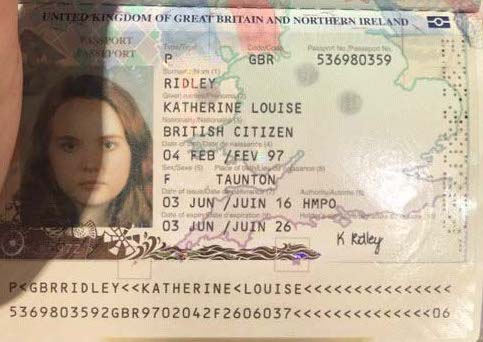 UNITED KINGDOM OF GREAT BRITAIN AND NORTHERN IRELAND
PASSPORT
PASSEPORT
Type/Type Code/Code Passport No./Passeport No.
P GBR 536980359
Surname/Nom (1)
RIDLEY
Given names/Prénoms (2)
KATHERINE LOUISE
Nationality/Nationalité (3)
BRITISH CITIZEN
Date of birth/Date de naissance (4)
04 FEB /FEV 97
Sex/Sexe (5) Place of birth/Lieu de naissance (6)
F TAUNTON
Date of issue/Date de délivrance (7) Authority/Autorité (8)
03 JUN /JUIN 16 HMPO
Date of expiry/Date d'expiration (9) Holder's
03 JUN /JUIN 26
K Ridley
P<GBRRIDLEY<<KATHERINE<LOUISE<<<<<<<<<<<<<<<
5369803592GBR9702042F2606037<<<<<<<<<<<<<<06